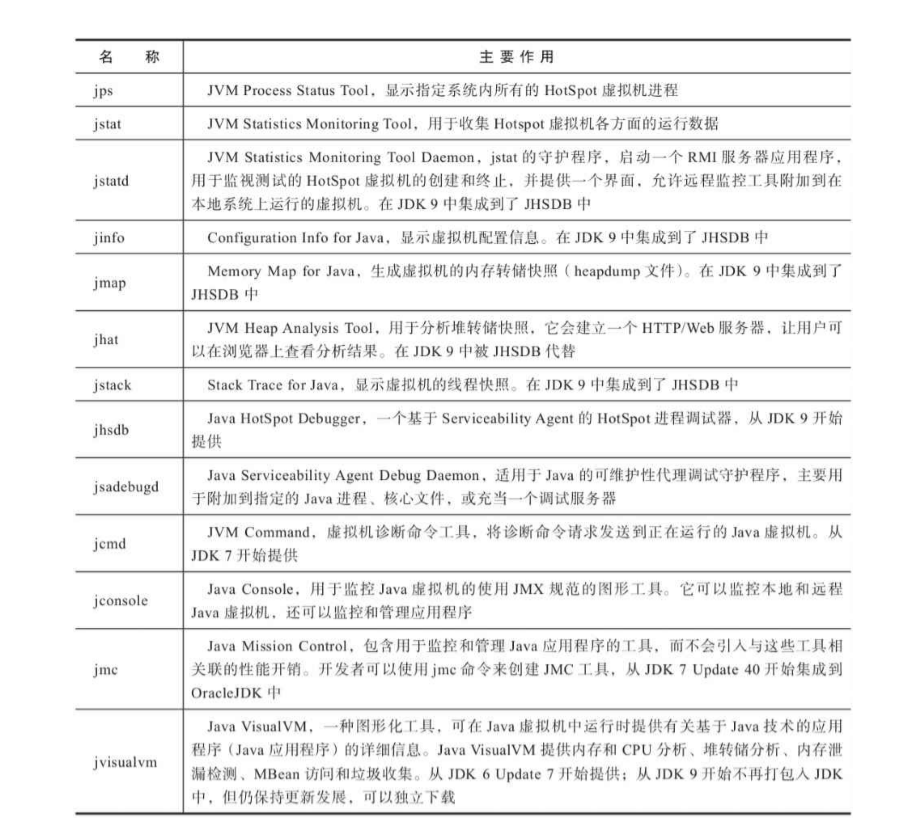 名 称 主 要 作 用
jps JVM Process Status Tool，显示指定系统内所有的 HotSpot 虚拟机进程
jstat JVM Statistics Monitoring Tool，用于收集 Hotspot 虚拟机各方面的运行数据
JVM Statistics Monitoring Tool Daemon，jstat 的守护程序，启动一个 RMI 服务器应用程序，
jstatd 用于监视测试的 HotSpot 虚拟机的创建和终止，并提供一个界面，允许远程监控工具附加到在
本地系统上运行的虚拟机。在 JDK 9 中集成到了 JHSDB 中
jinfo Configuration Info for Java，显示虚拟机配置信息。在 JDK 9 中集成到了 JHSDB 中
jmap Memory Map for Java，生成虚拟机的内存转储快照（heapdump 文件）。在 JDK 9 中集成到了
JHSDB 中
jhat JVM Heap Analysis Tool，用于分析堆转储快照，它会建立一个 HTTP/Web 服务器，让用户可
以在浏览器上查看分析结果。在 JDK 9 中被 JHSDB 代替
jstack Stack Trace for Java，显示虚拟机的线程快照。在 JDK 9 中集成到了 JHSDB 中
jhsdb Java HotSpot Debugger，一个基于 Serviceability Agent 的 HotSpot 进程调试器，从 JDK 9 开始
提供
jsadebugd Java Serviceability Agent Debug Daemon，适用于 Java 的可维护性代理调试守护程序，主要用
于附加到指定的 Java 进程、核心文件，或充当一个调试服务器
jcmd JVM Command，虚拟机诊断命令工具，将诊断命令请求发送到正在运行的 Java 虚拟机。从
JDK 7 开始提供
jconsole Java Console，用于监控 Java 虚拟机的使用 JMX 规范的图形工具。它可以监控本地和远程
Java 虚拟机，还可以监控和管理应用程序
Java Mission Control，包含用于监控和管理 Java 应用程序的工具，而不会引入与这些工具相
jmc 关联的性能开销。开发者可以使用 jmc 命令来创建 JMC 工具，从 JDK 7 Update 40 开始集成到
OracleJDK 中
Java VisualVM，一种图形化工具，可在 Java 虚拟机中运行时提供有关基于 Java 技术的应用
程序（Java 应用程序）的详细信息。Java VisualVM 提供内存和 CPU 分析、堆转储分析、内存泄
jvisualvm 漏检测、MBean 访问和垃圾收集。从 JDK 6 Update 7 开始提供；从 JDK 9 开始不再打包入 JDK
中，但仍保持更新发展，可以独立下载